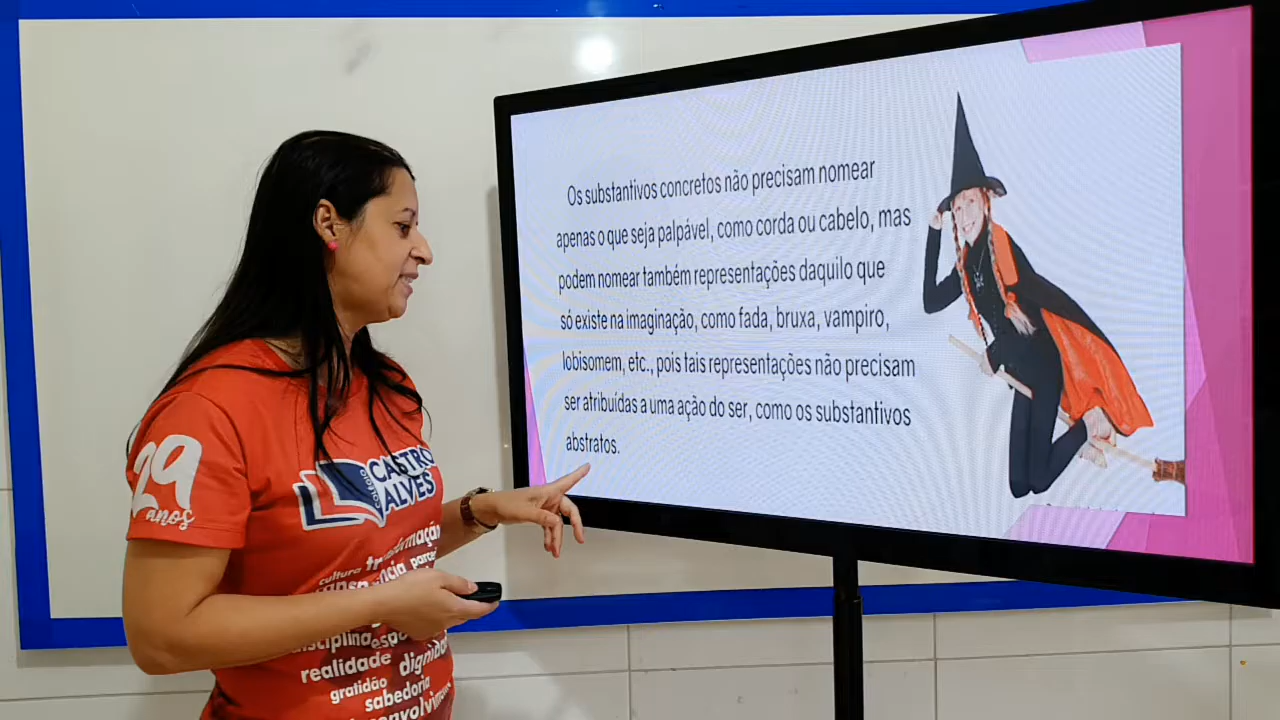 Os substantivos concretos não precisam nomear
apenas o que seja palpável, como corda ou cabelo, mas
podem nomear também representações daquilo que
só existe na imaginação, como fada, bruxa, vampiro,
lobisomem, etc., pois tais representações não precisam
ser atribuídas a uma ação do ser, como os substantivos
abstratos.
29
anos
COLÉGIO
CASTRO
ALVES
cultura
realidade
gratidão
sabedoria